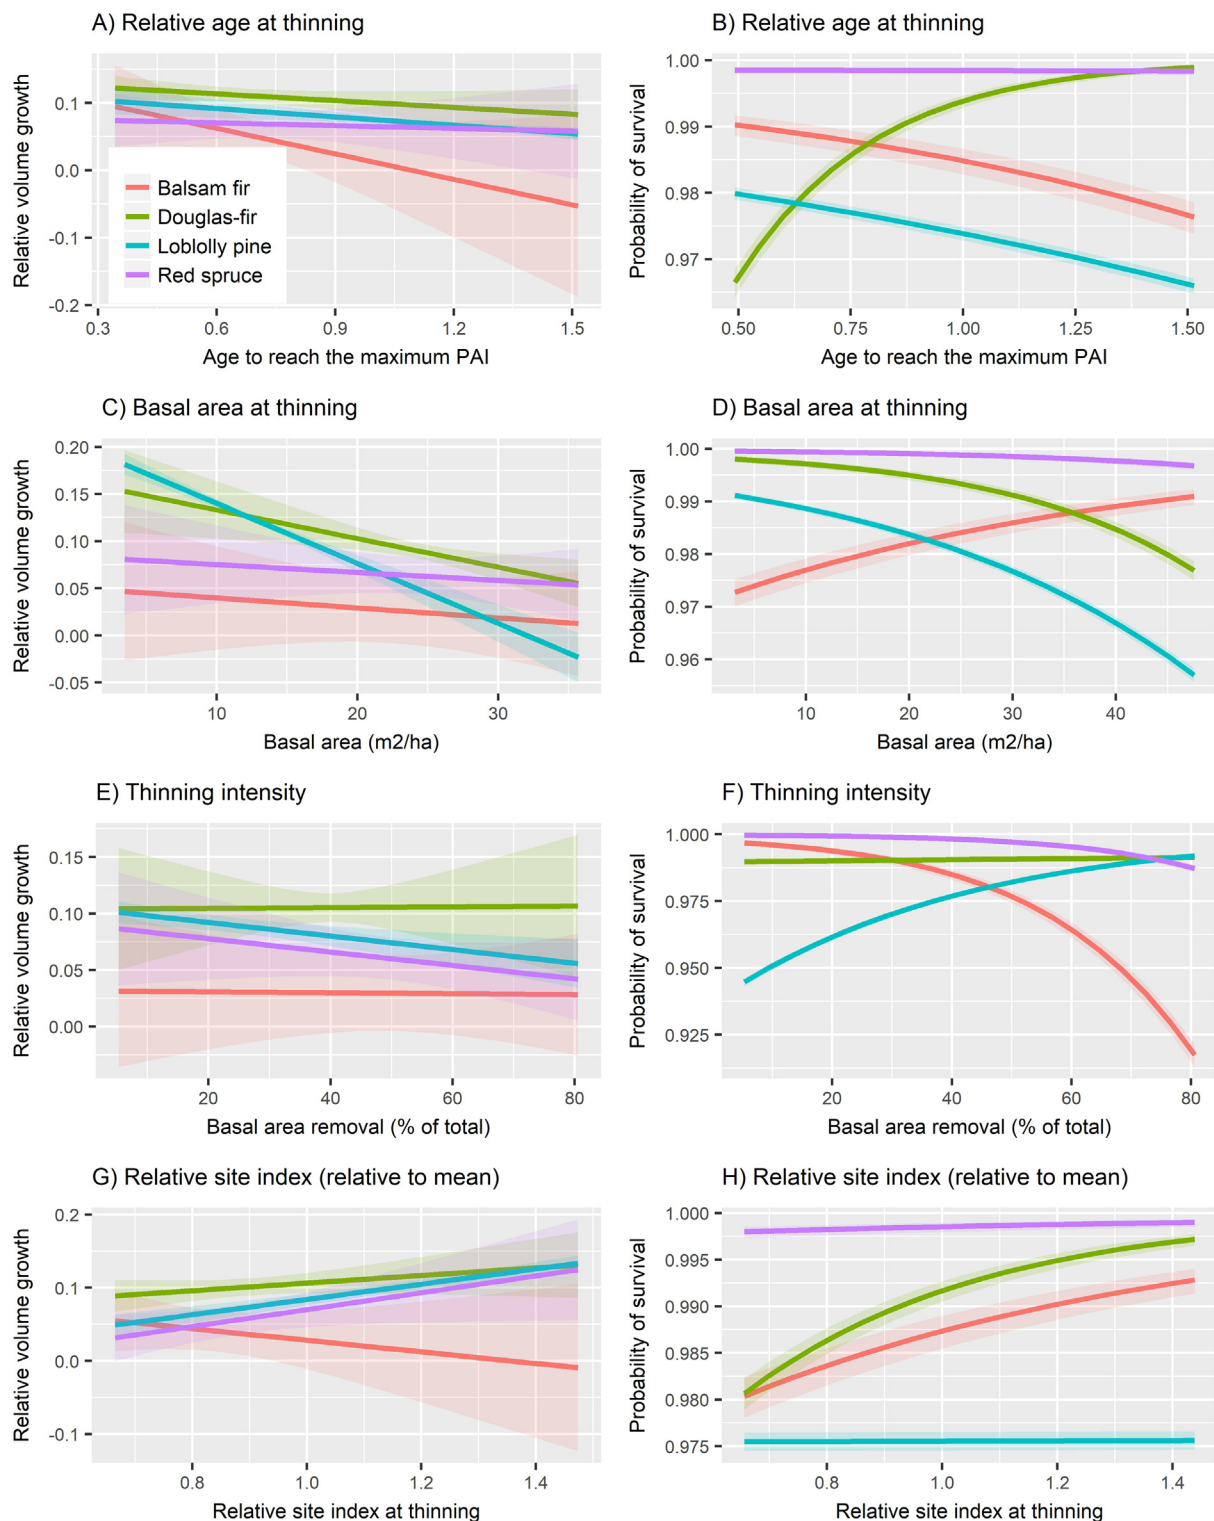 A) Relative age at thinning
Relative volume growth
0.1
0.0
-0.1
-0.2
Balsam fir
Douglas-fir
Loblolly pine
Red spruce
0.3 0.6 0.9 1.2 1.5
Age to reach the maximum PAI
B) Relative age at thinning
Probability of survival
1.00
0.99
0.98
0.97
0.50 0.75 1.00 1.25 1.50
Age to reach the maximum PAI
C) Basal area at thinning
Relative volume growth
0.20
0.15
0.10
0.05
0.00
-0.05
10 20 30
Basal area (m2/ha)
D) Basal area at thinning
Probability of survival
1.00
0.99
0.98
0.97
0.96
10 20 30 40
Basal area (m2/ha)
E) Thinning intensity
Relative volume growth
0.15
0.10
0.05
0.00
20 40 60 80
Basal area removal (% of total)
F) Thinning intensity
Probability of survival
1.000
0.975
0.950
0.925
20 40 60 80
Basal area removal (% of total)
G) Relative site index (relative to mean)
Relative volume growth
0.2
0.1
0.0
-0.1
0.8 1.0 1.2 1.4
Relative site index at thinning
H) Relative site index (relative to mean)
Probability of survival
1.000
0.995
0.990
0.985
0.980
0.975
0.8 1.0 1.2 1.4
Relative site index at thinning